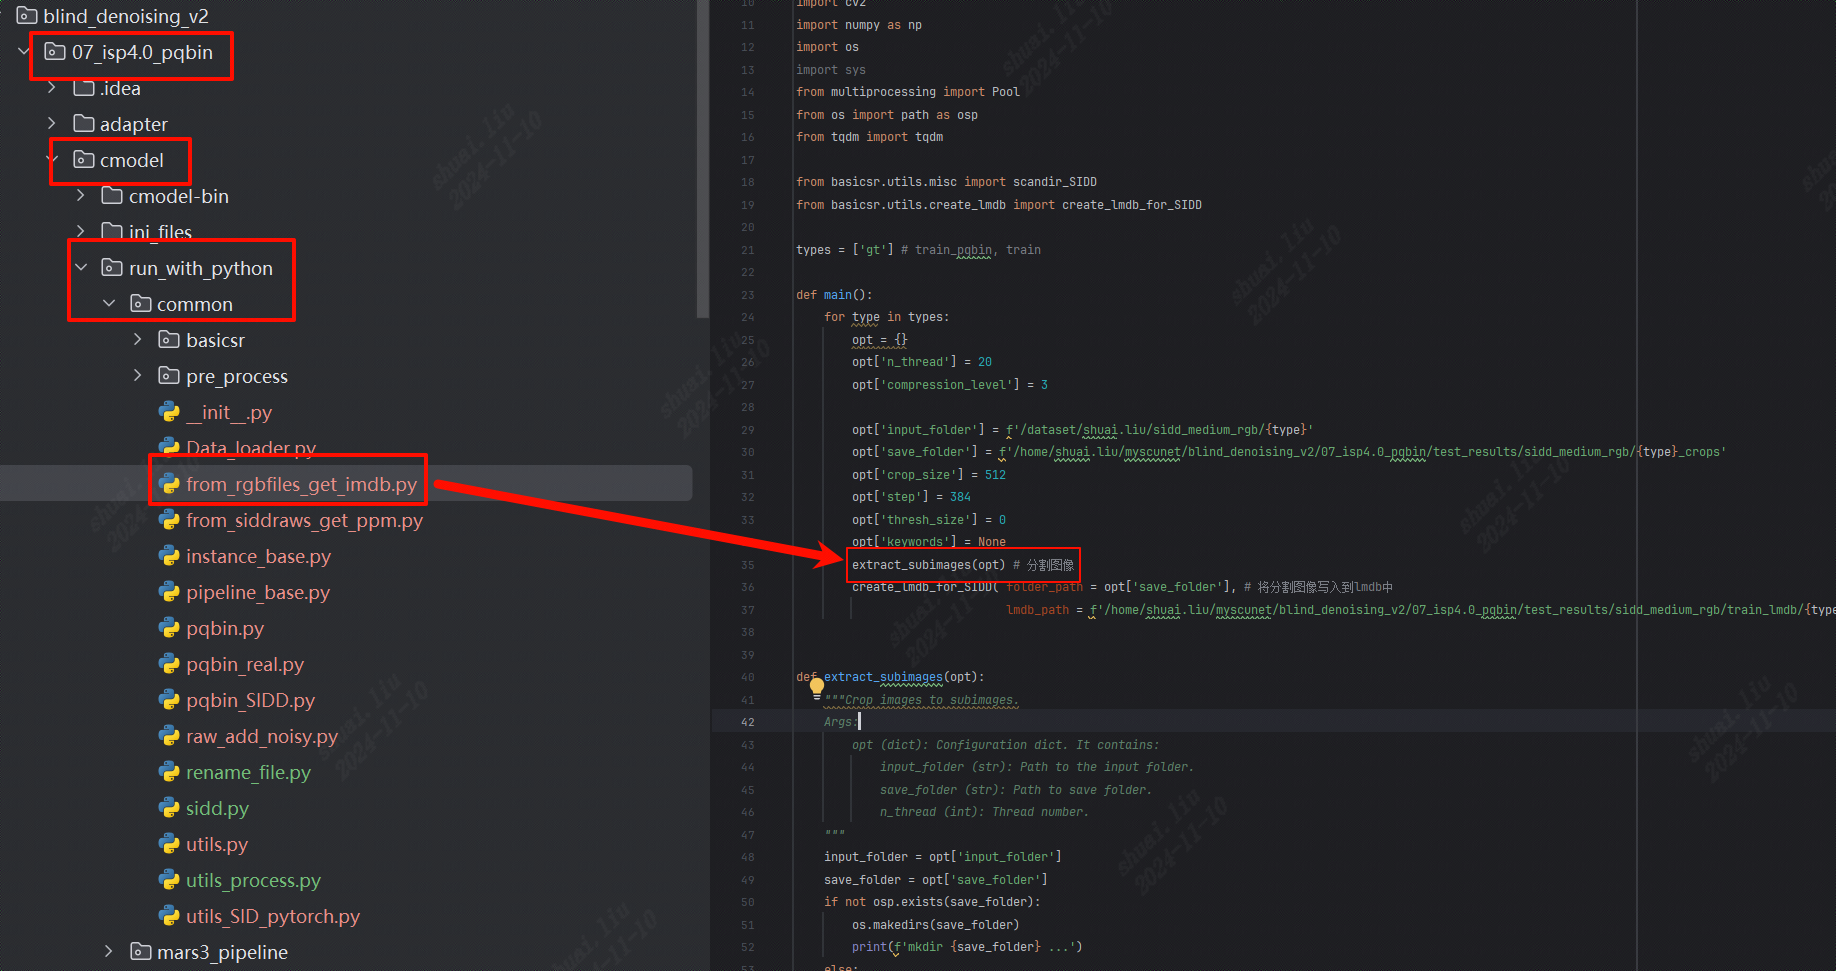 blind_denoising_v2
07_isp4.0_pqbin
.idea
adapter
cmodel
cmodel-bin
ini_files
run_with_python
common
basicsr
pre_process
__init__.py
Data_loader.py
from_rgbfiles_get_imdb.py
from_siddraws_get_ppm.py
instance_base.py
pipeline_base.py
pqbin.py
pqbin_real.py
pqbin_SIDD.py
raw_add_noisy.py
rename_file.py
sidd.py
utils.py
utils_process.py
utils_SID_pytorch.py
mars3_pipeline
10 import cv2
11 import numpy as np
12 import os
13 import sys
14 from multiprocessing import Pool
15 from os import path as osp
16 from tqdm import tqdm
17
18 from basicsr.utils.misc import scandir_SIDD
19 from basicsr.utils.create_lmdb import create_lmdb_for_SIDD
20
21 types = ['gt'] # train_pqbin, train
22
23 def main():
24 for type in types:
25 opt = {}
26 opt['n_thread'] = 20
27 opt['compression_level'] = 3
28
29 opt['input_folder'] = f'/dataset/shuai.liu/sidd_medium_rgb/{type}'
30 opt['save_folder'] = f'/home/shuai.liu/myscunet/blind_denoising_v2/07_isp4.0_pqbin/test_results/sidd_medium_rgb/{type}_crops'
31 opt['crop_size'] = 512
32 opt['step'] = 384
33 opt['thresh_size'] = 0
34 opt['keywords'] = None
35 extract_subimages(opt) # 分割图像
36 create_lmdb_for_SIDD( folder_path = opt['save_folder'], # 将分割图像写入到lmdb中
37 lmdb_path = f'/home/shuai.liu/myscunet/blind_denoising_v2/07_isp4.0_pqbin/test_results/sidd_medium_rgb/train_lmdb/{type
38
39
40 def extract_subimages(opt):
41 """Crop images to subimages.
42 Args:
43 opt (dict): Configuration dict. It contains:
44 input_folder (str): Path to the input folder.
45 save_folder (str): Path to save folder.
46 n_thread (int): Thread number.
47 """
48 input_folder = opt['input_folder']
49 save_folder = opt['save_folder']
50 if not osp.exists(save_folder):
51 os.makedirs(save_folder)
52 print(f'mkdir {save_folder} ...')
53 else:
shuai.liu
2024-11-10